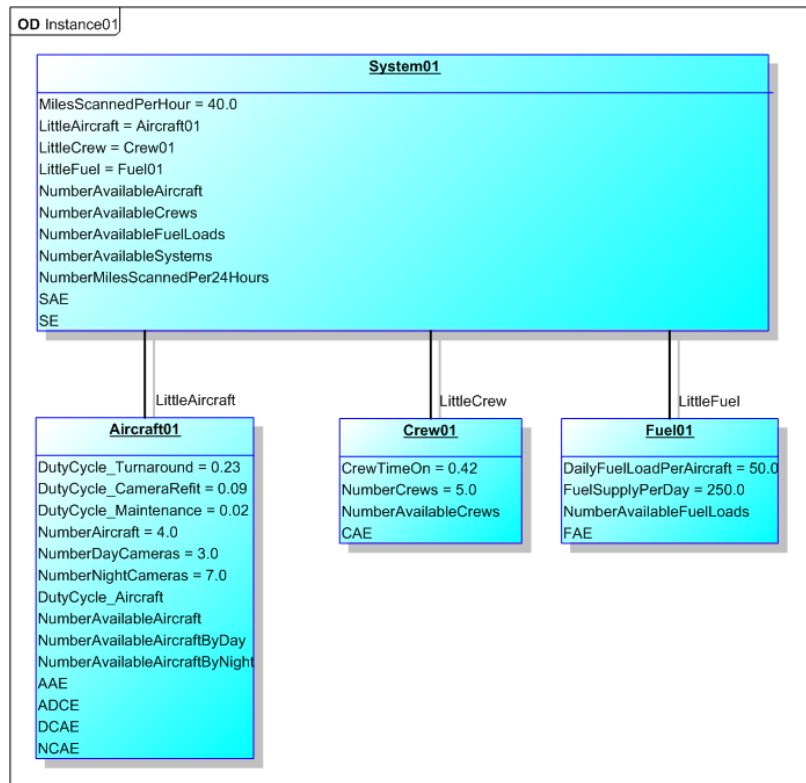 OD Instance01
System01
MilesScannedPerHour = 40.0
LittleAircraft = Aircraft01
LittleCrew = Crew01
LittleFuel = Fuel01
NumberAvailableAircraft
NumberAvailableCrews
NumberAvailableFuelLoads
NumberAvailableSystems
NumberMilesScannedPer24Hours
SAE
SE
LittleAircraft
LittleCrew
LittleFuel
Aircraft01
DutyCycle_Turnaround = 0.23
DutyCycle_CameraRefit = 0.09
DutyCycle_Maintenance = 0.02
NumberAircraft = 4.0
NumberDayCameras = 3.0
NumberNightCameras = 7.0
DutyCycle_Aircraft
NumberAvailableAircraft
NumberAvailableAircraftByDay
NumberAvailableAircraftByNight
AAE
ADCE
DCAE
NCAE
Crew01
CrewTimeOn = 0.42
NumberCrews = 5.0
NumberAvailableCrews
CAE
Fuel01
DailyFuelLoadPerAircraft = 50.0
FuelSupplyPerDay = 250.0
NumberAvailableFuelLoads
FAE